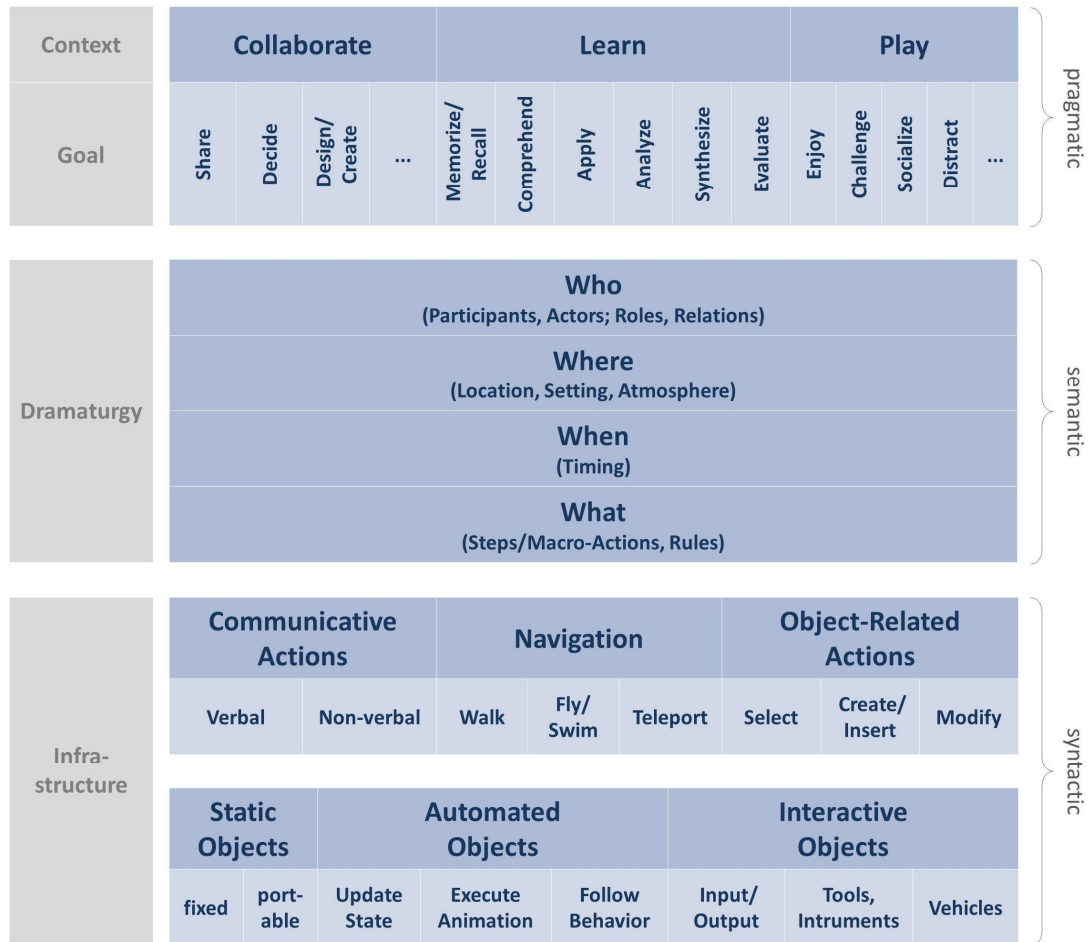 Context
Collaborate
Learn
Play
Goal
Share
Decide
Design/
Create
...
Memorize/
Recall
Comprehend
Apply
Analyze
Synthesize
Evaluate
Enjoy
Challenge
Socialize
Distract
...
pragmatic
Dramaturgy
Who
(Participants, Actors; Roles, Relations)
Where
(Location, Setting, Atmosphere)
When
(Timing)
What
(Steps/Macro-Actions, Rules)
semantic
Infra-
structure
Communicative
Actions
Navigation
Object-Related
Actions
Verbal
Non-verbal
Walk
Fly/
Swim
Teleport
Select
Create/
Insert
Modify
Static
Objects
Automated
Objects
Interactive
Objects
fixed
port-
able
Update
State
Execute
Animation
Follow
Behavior
Input/
Output
Tools,
Intruments
Vehicles
syntactic